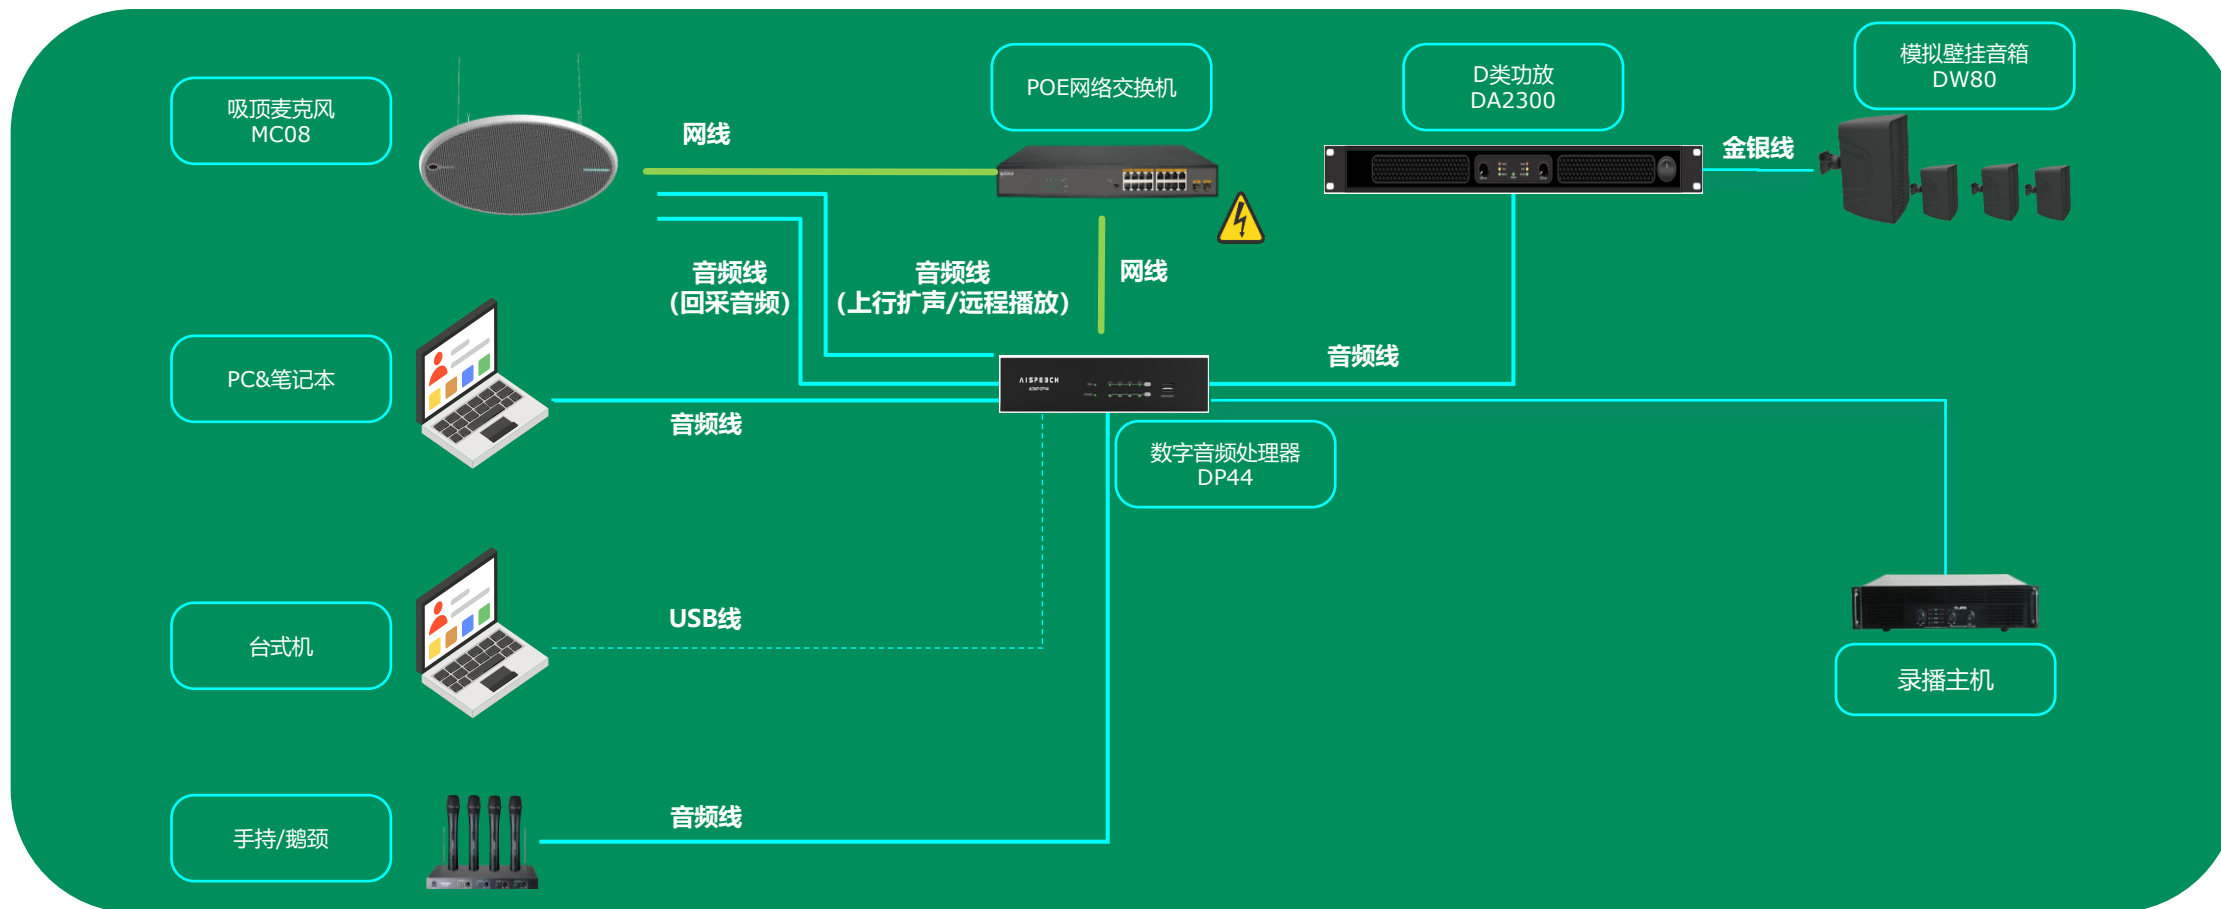 吸顶麦克风
MC08
POE网络交换机
D类功放
DA2300
模拟壁挂音箱
DW80
网线
金银线
音频线
(回采音频)
音频线
(上行扩声/远程播放)
网线
音频线
PC&笔记本
AISPEECH
音频线
数字音频处理器
DP44
台式机
USB线
录播主机
手持/鹅颈
音频线